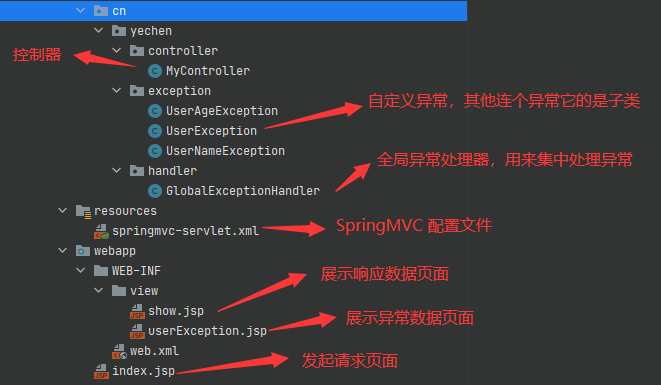 cn
yechen
控制器
controller
MyController
exception
自定义异常，其他连个异常它的是子类
UserAgeException
UserException
UserNameException
handler
全局异常处理器，用来集中处理异常
GlobalExceptionHandler
resources
SpringMVC 配置文件
springmvc-servlet.xml
webapp
WEB-INF
展示响应数据页面
view
show.jsp
展示异常数据页面
userException.jsp
web.xml
发起请求页面
index.jsp